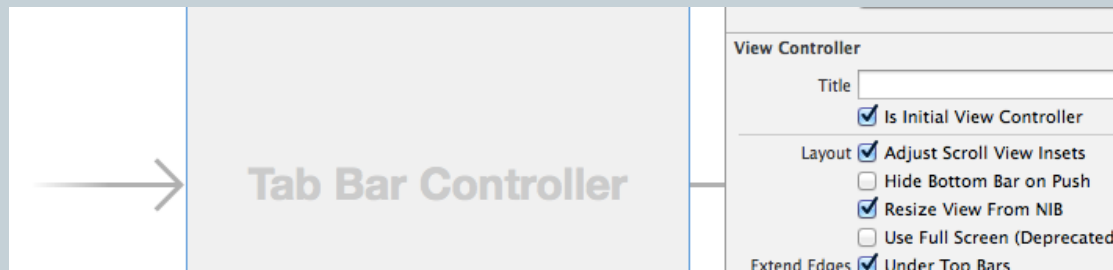 Tab Bar Controller
View Controller
Title
Is Initial View Controller
Layout Adjust Scroll View Insets
Hide Bottom Bar on Push
Resize View From NIB
Use Full Screen (Deprecated
Extend Edges Under Top Bars